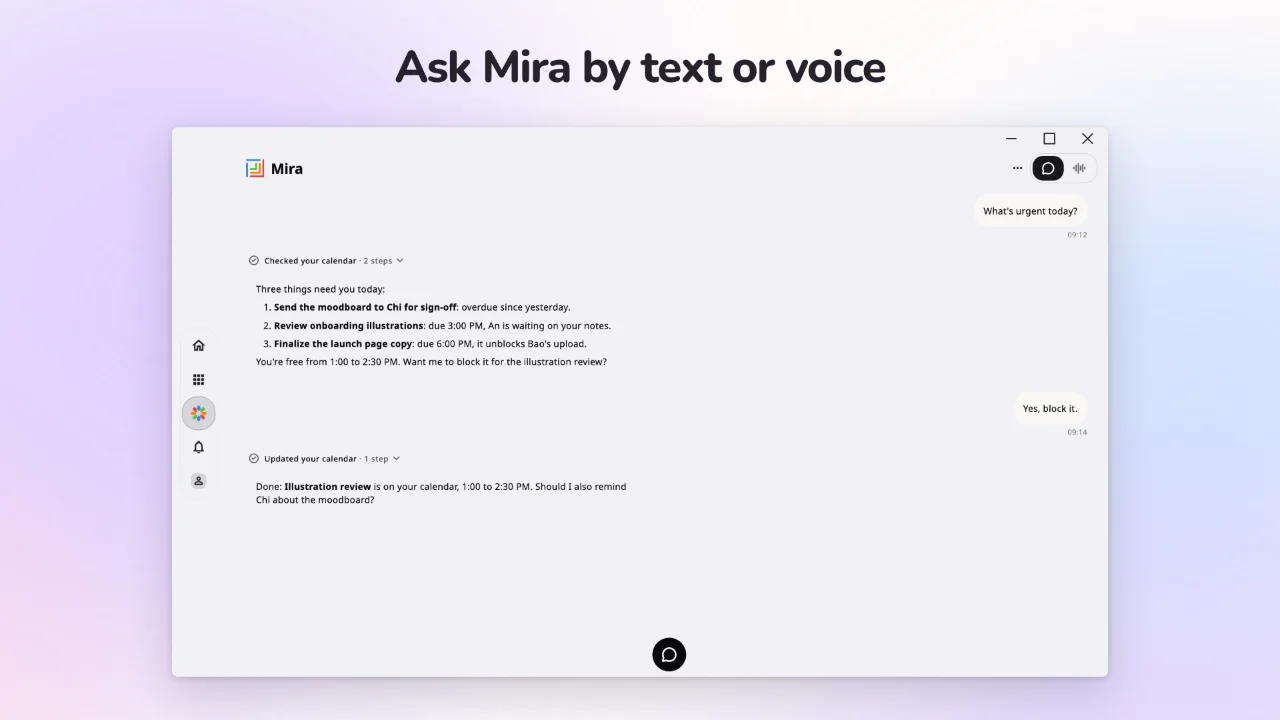 Ask Mira by text or voice
Mira
What's urgent today?
09:12
Checked your calendar · 2 steps
Three things need you today:
1. Send the moodboard to Chi for sign-off: overdue since yesterday.
2. Review onboarding illustrations: due 3:00 PM, An is waiting on your notes.
3. Finalize the launch page copy: due 6:00 PM, it unblocks Bao's upload.
You're free from 1:00 to 2:30 PM. Want me to block it for the illustration review?
Yes, block it.
09:14
Updated your calendar · 1 step
Done: Illustration review is on your calendar, 1:00 to 2:30 PM. Should I also remind
Chi about the moodboard?